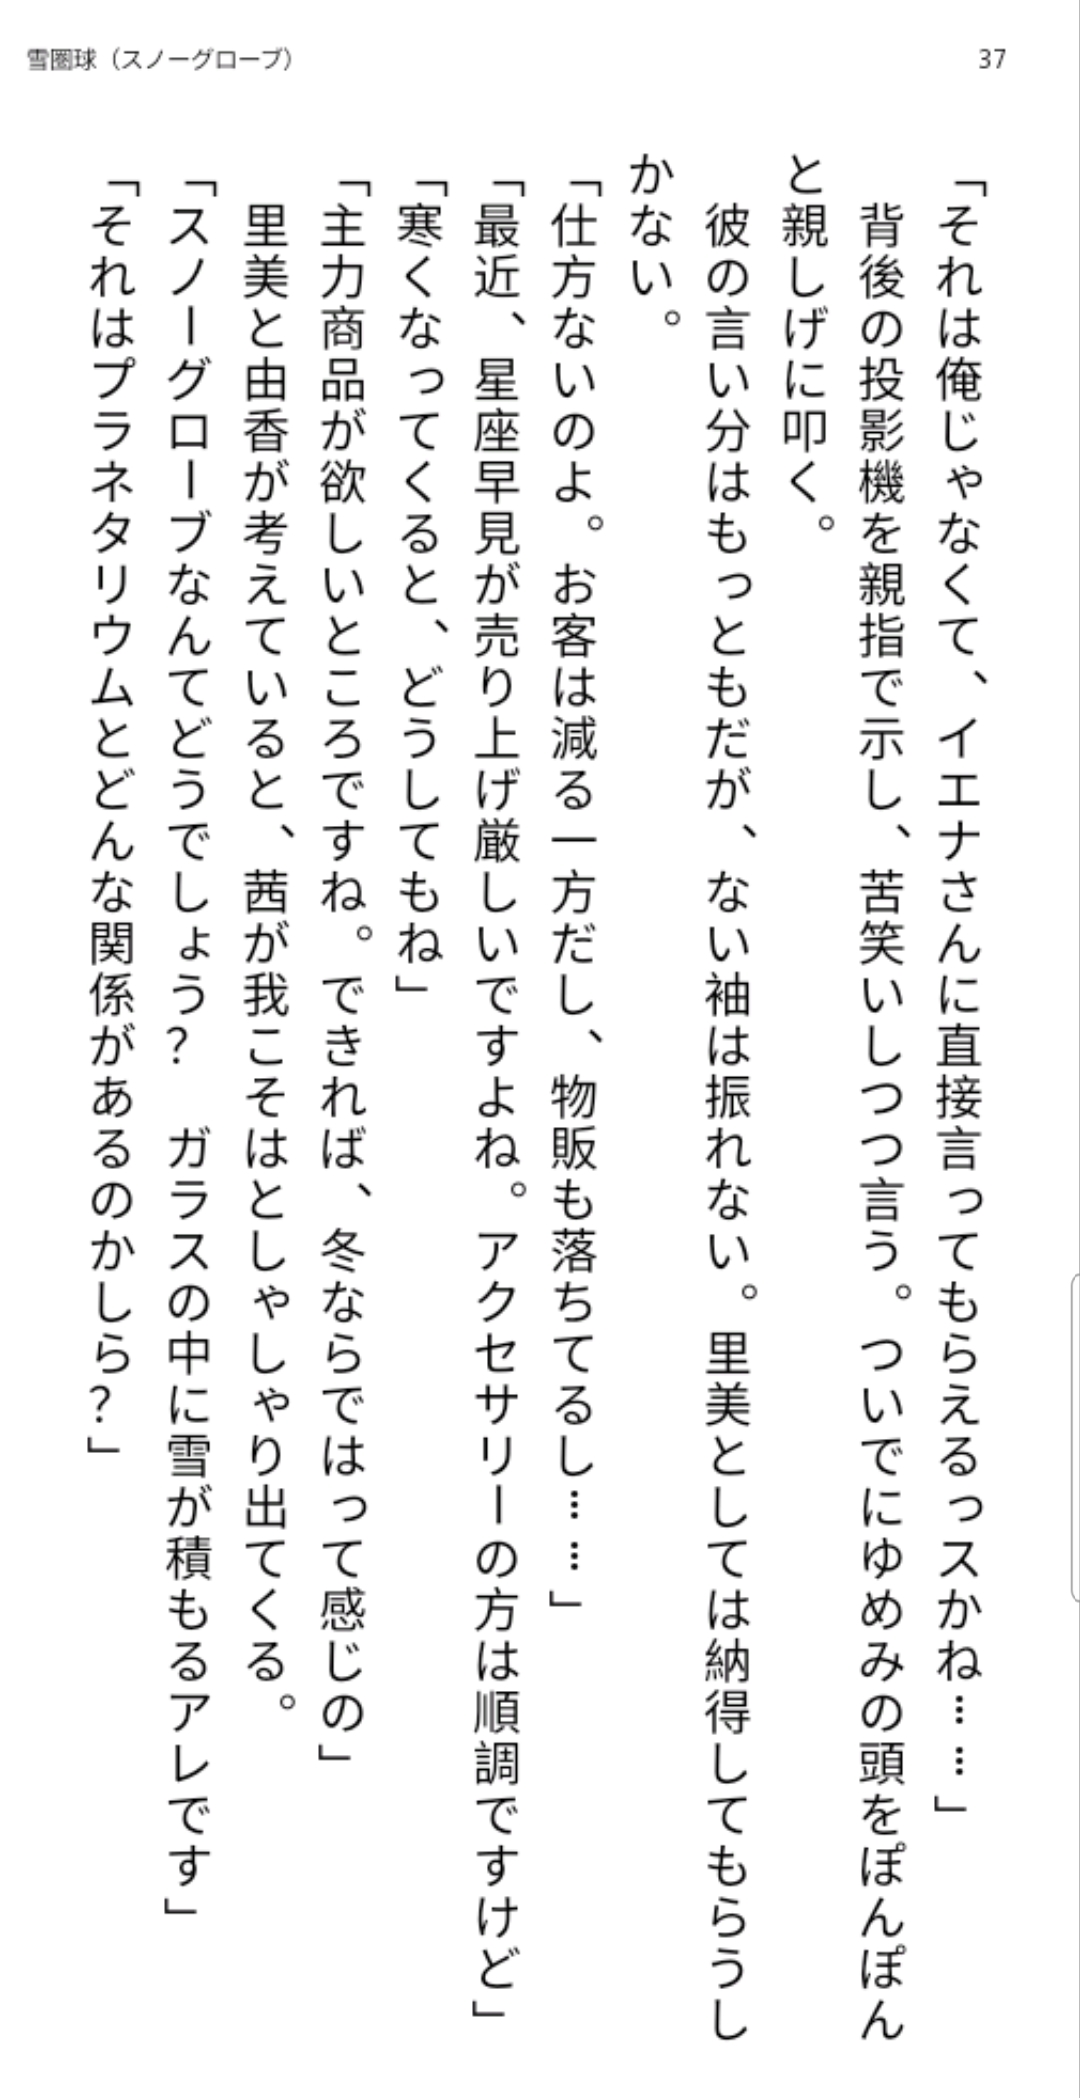 雪圏球（スノーグローブ）
37
「それは俺じゃなくて、イエナさんに直接言ってもらえるっスかね……」
背後の投影機を親指で示し、苦笑いしつつ言う。ついでにゆめみの頭をぽんぽん
と親しげに叩く。
彼の言い分はもっともだが、ない袖は振れない。里美としては納得してもらうし
かない。
「仕方ないのよ。お客は減る一方だし、物販も落ちてるし……」
「最近、星座早見が売り上げ厳しいですよね。アクセサリーの方は順調ですけど」
「寒くなってくると、どうしてもね」
「主力商品が欲しいところですね。できれば、冬ならではって感じの」
里美と由香が考えていると、茜が我こそはとしゃしゃり出てくる。
「スノーグローブなんてどうでしょう？　ガラスの中に雪が積もるアレです」
「それはプラネタリウムとどんな関係があるのかしら？」